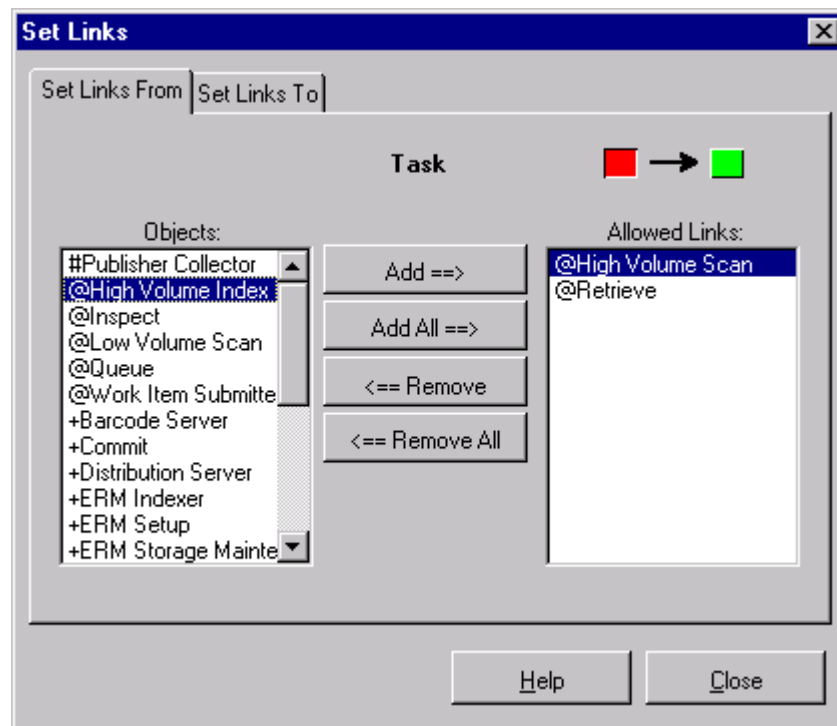 Set Links
Set Links From
Set Links To
Task
Objects:
#Publisher Collector
@High Volume Index
@Inspect
@Low Volume Scan
@Queue
@Work Item Submitte
+Barcode Server
+Commit
+Distribution Server
+ERM Indexer
+ERM Setup
+ERM Storage Mainte
Add ==>
Add All ==>
<== Remove
<== Remove All
Allowed Links:
@High Volume Scan
@Retrieve
Help
Close